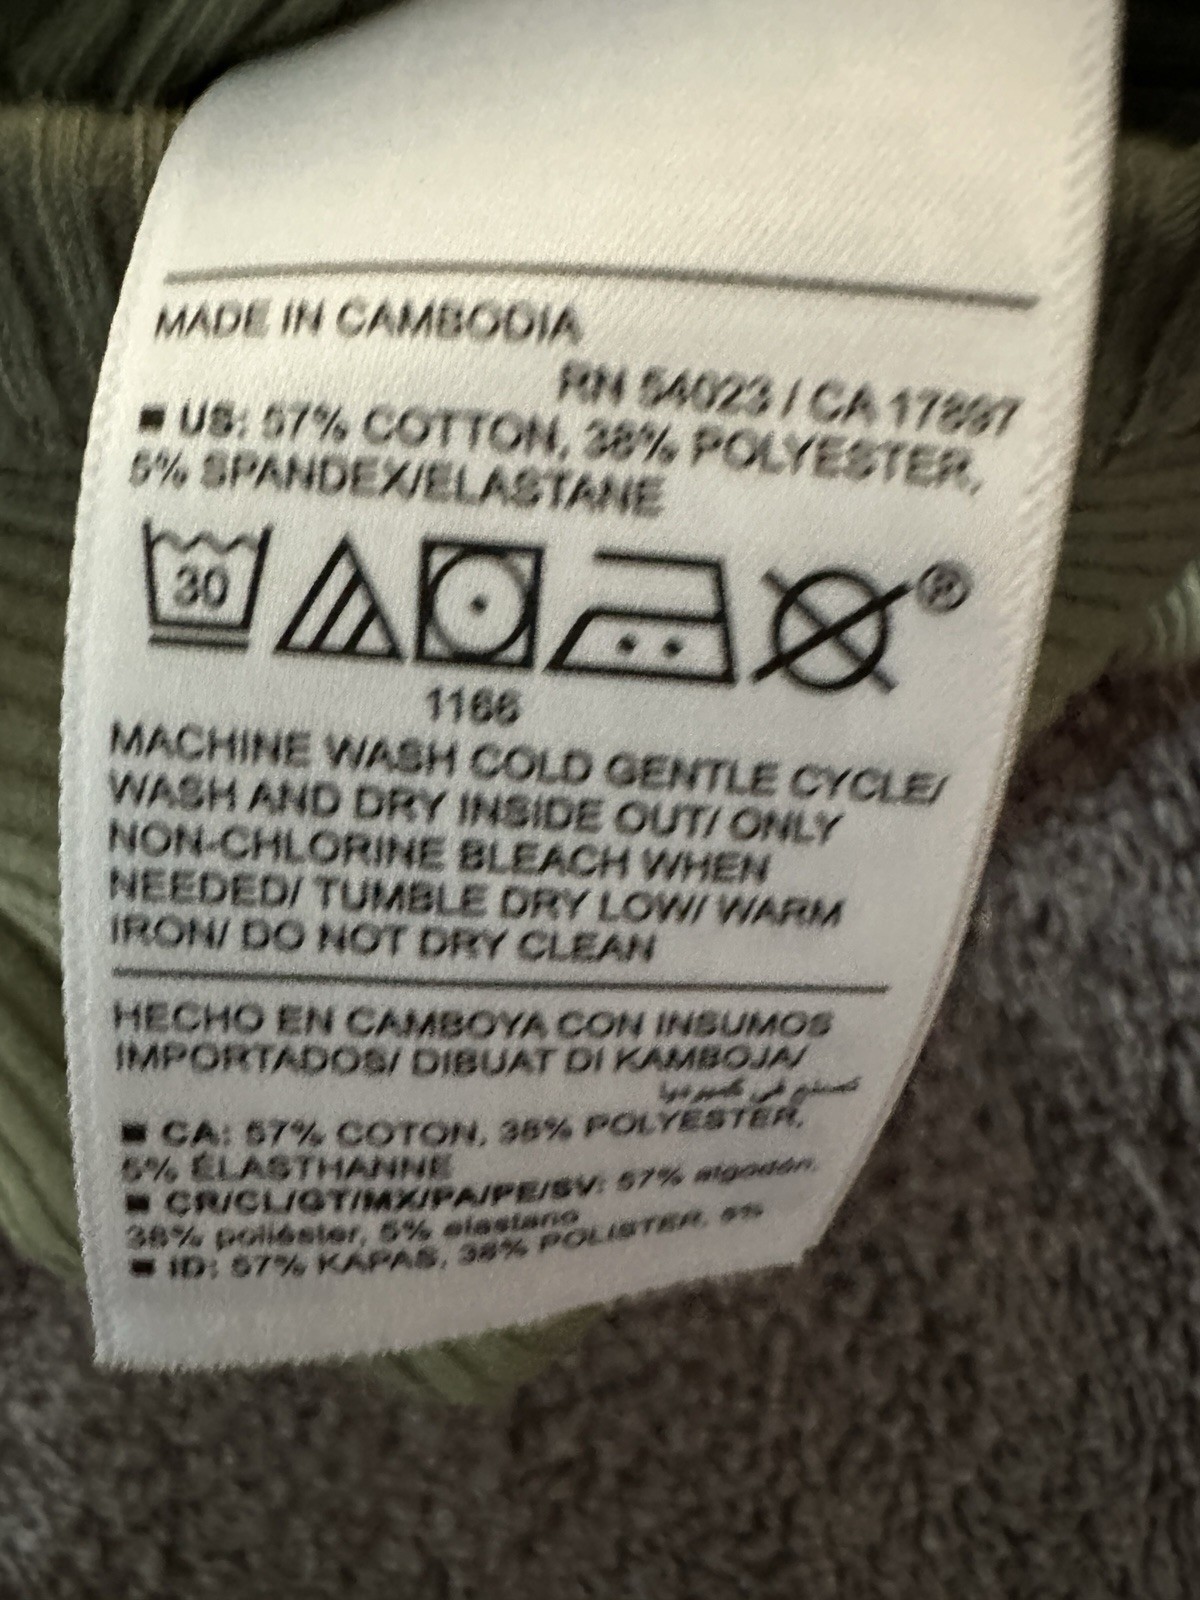 MADE IN CAMBODIA
RN 54023 / CA 17897
■ US: 57% COTTON, 38% POLYESTER,
5% SPANDEX/ELASTANE
30
®
1166
MACHINE WASH COLD GENTLE CYCLE/
WASH AND DRY INSIDE OUT/ ONLY
NON-CHLORINE BLEACH WHEN
NEEDED/ TUMBLE DRY LOW/ WARM
IRON/ DO NOT DRY CLEAN
HECHO EN CAMBOYA CON INSUMOS
IMPORTADOS/ DIBUAT DI KAMBOJA/
صنع في كمبوديا
■ CA: 57% COTON, 38% POLYESTER,
5% ÉLASTHANNE
■ CR/CL/GT/MX/PA/PE/SV: 57% algodón,
38% poliéster, 5% elastano
■ ID: 57% KAPAS, 38% POLISTER, 5%